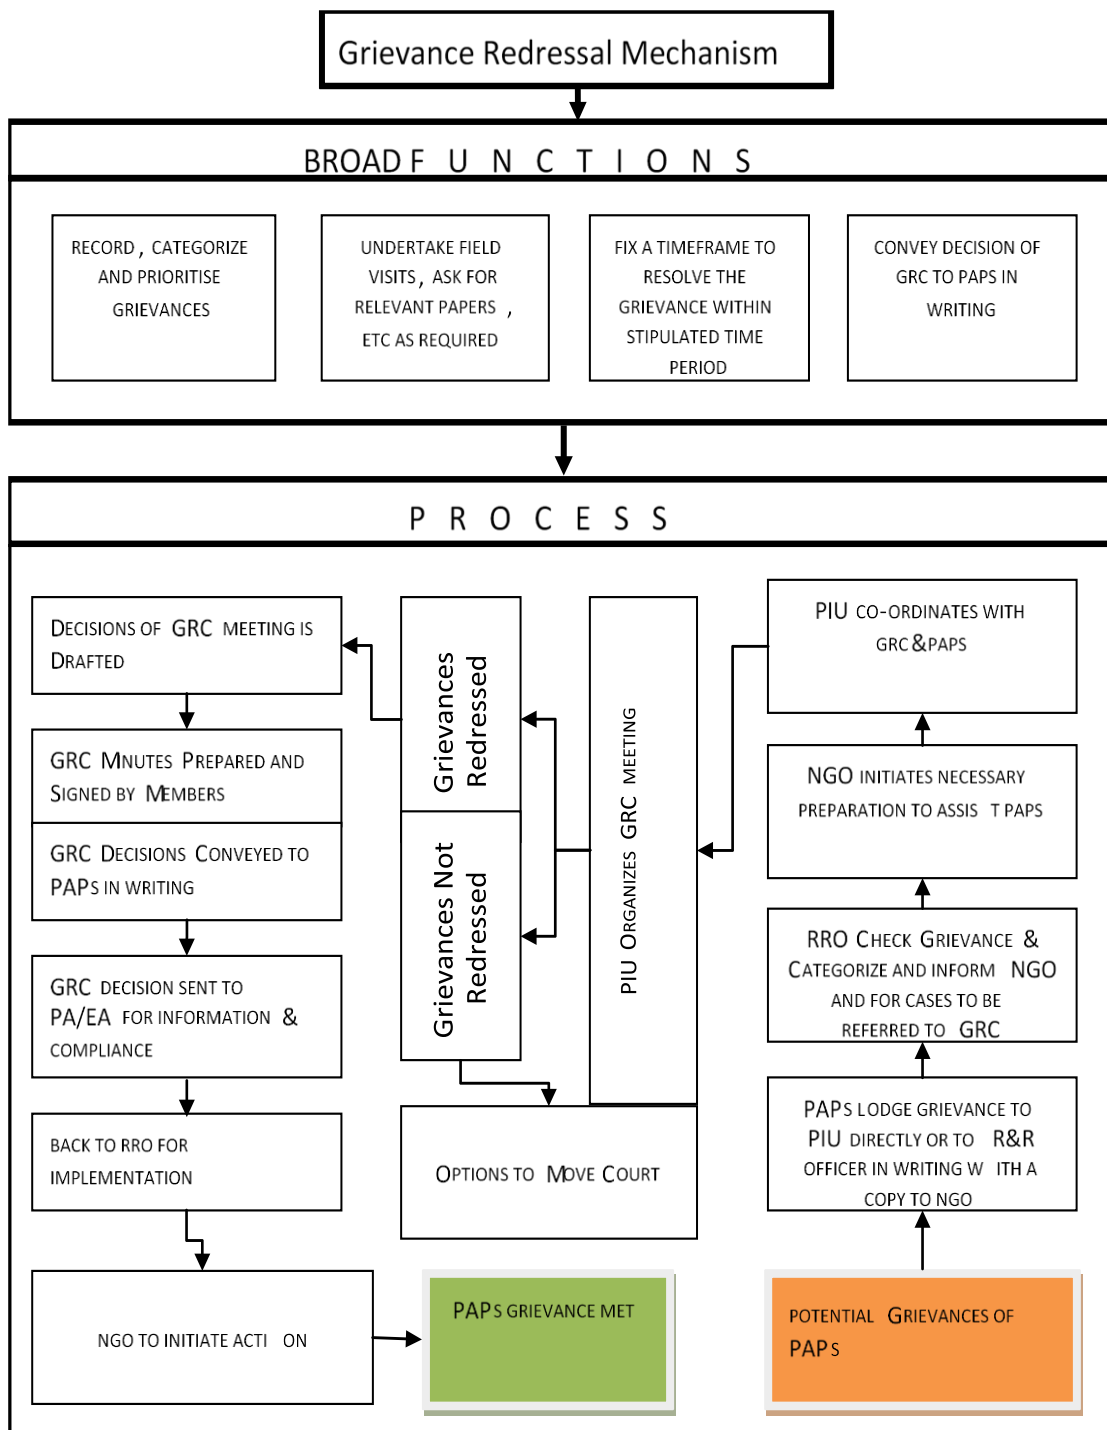 Grievance Redressal Mechanism
BROAD F U N C T I O N S
RECORD , CATEGORIZE
AND PRIORITISE
GRIEVANCES
UNDERTAKE FIELD
VISITS , ASK FOR
RELEVANT PAPERS ,
ETC AS REQUIRED
FIX A TIMEFRAME TO
RESOLVE THE
GRIEVANCE WITHIN
STIPULATED TIME
PERIOD
CONVEY DECISION OF
GRC TO PAPS IN
WRITING
P R O C E S S
DECISIONS OF GRC MEETING IS
DRAFTED
GRC MNUTES PREPARED AND
SIGNED BY MEMBERS
GRC DECISIONS CONVEYED TO
PAPS IN WRITING
GRC DECISION SENT TO
PA/EA FOR INFORMATION &
COMPLIANCE
BACK TO RRO FOR
IMPLEMENTATION
NGO TO INITIATE ACTI ON
Grievances
Redressed
Grievances Not
Redressed
OPTIONS TO MOVE COURT
PAPS GRIEVANCE MET
PIU ORGANIZES GRC MEETING
PIU CO-ORDINATES WITH
GRC &PAPS
NGO INITIATES NECESSARY
PREPARATION TO ASSIS T PAPS
RRO CHECK GRIEVANCE &
CATEGORIZE AND INFORM NGO
AND FOR CASES TO BE
REFERRED TO GRC
PAPS LODGE GRIEVANCE TO
PIU DIRECTLY OR TO R&R
OFFICER IN WRITING W ITH A
COPY TO NGO
POTENTIAL GRIEVANCES OF
PAPS